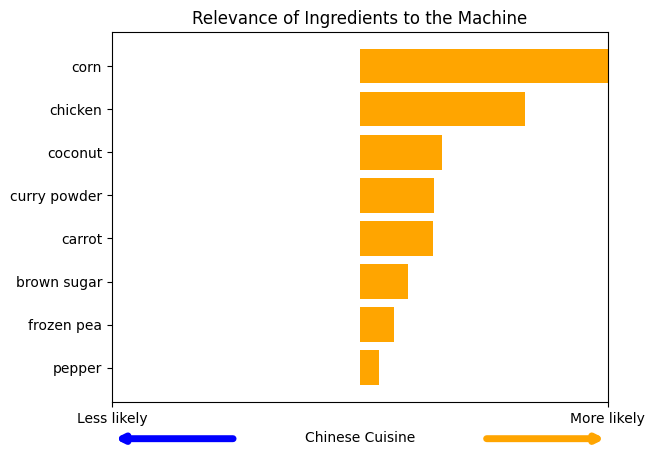 Relevance of Ingredients to the Machine
corn
chicken
coconut
curry powder
carrot
brown sugar
frozen pea
pepper
Less likely
More likely
Chinese Cuisine